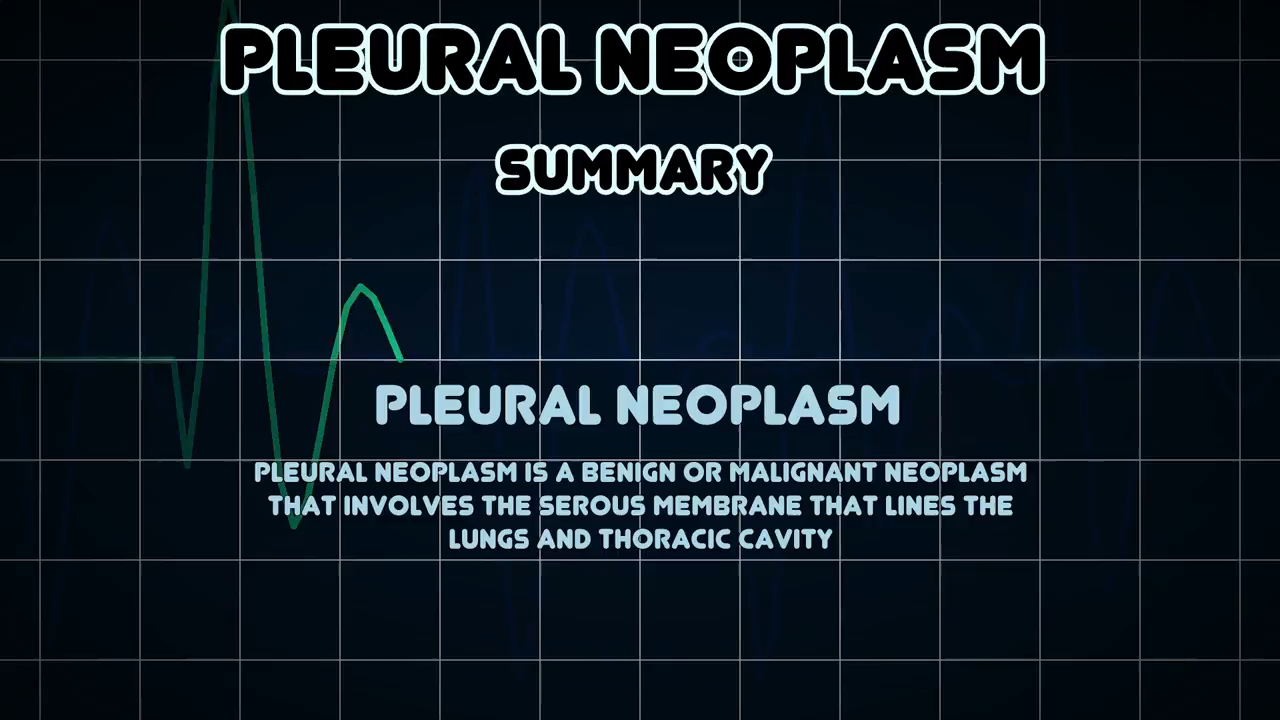 PLEURAL NEOPLASM
SUMMARY
PLEURAL NEOPLASM
PLEURAL NEOPLASM IS A BENIGN OR MALIGNANT NEOPLASM
THAT INVOLVES THE SEROUS MEMBRANE THAT LINES THE
LUNGS AND THORACIC CAVITY